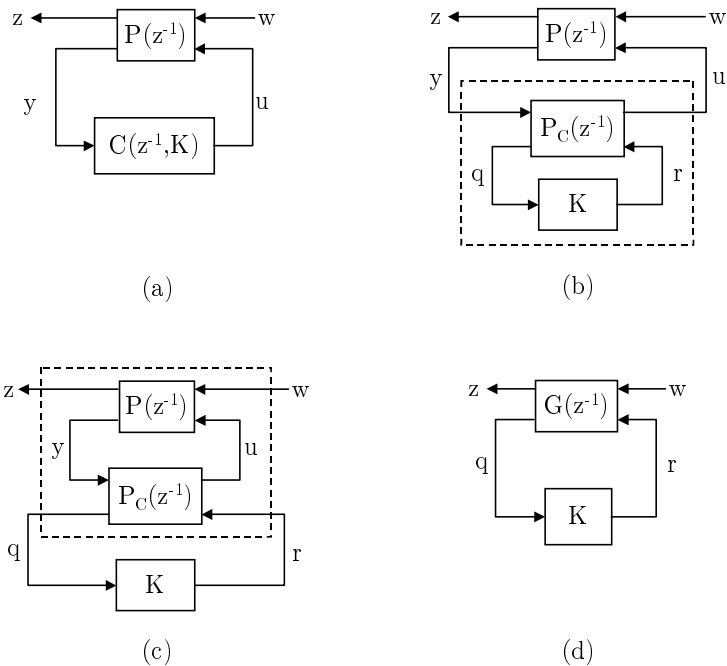 z P(z⁻¹) w
y u
C(z⁻¹,K)
(a)
z P(z⁻¹) w
y u
P_C(z⁻¹)
q r
K
(b)
z P(z⁻¹) w
y u
P_C(z⁻¹)
q r
K
(c)
z G(z⁻¹) w
q r
K
(d)